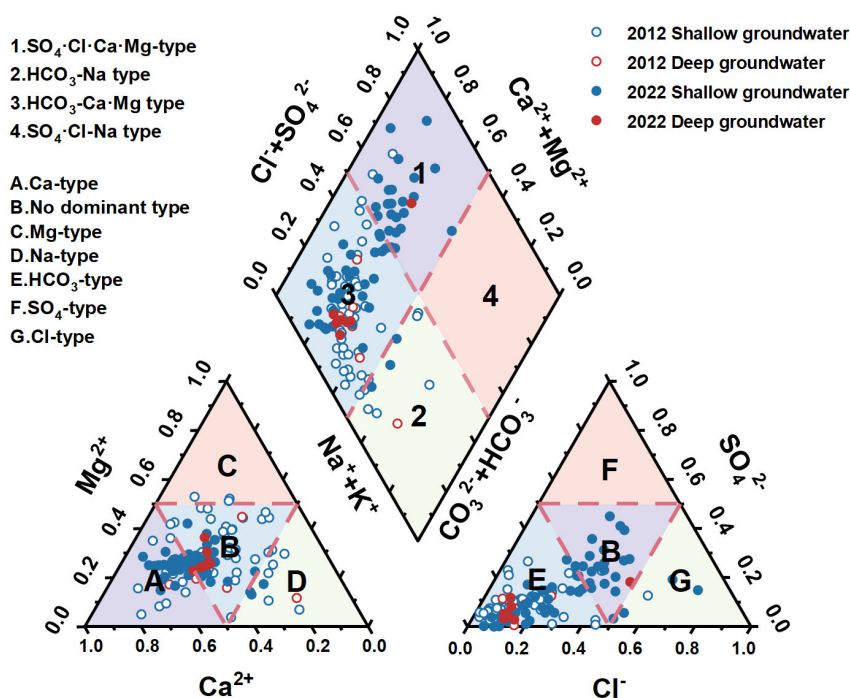 1.SO₄·Cl·Ca·Mg-type
2.HCO₃-Na type
3.HCO₃-Ca·Mg type
4.SO₄·Cl-Na type
A.Ca-type
B.No dominant type
C.Mg-type
D.Na-type
E.HCO₃-type
F.SO₄-type
G.Cl-type
2012 Shallow groundwater
2012 Deep groundwater
2022 Shallow groundwater
2022 Deep groundwater
Cl⁻+SO₄²⁻
0.0 0.2 0.4 0.6 0.8 1.0
Ca²⁺+Mg²⁺
1.0 0.8 0.6 0.4 0.2 0.0
1
3
4
2
Na⁺+K⁺
CO₃²⁻+HCO₃⁻
Mg²⁺
0.0 0.2 0.4 0.6 0.8 1.0
C
B
A
D
1.0 0.8 0.6 0.4 0.2 0.0
Ca²⁺
SO₄²⁻
1.0 0.8 0.6 0.4 0.2 0.0
F
B
E
G
0.0 0.2 0.4 0.6 0.8 1.0
Cl⁻